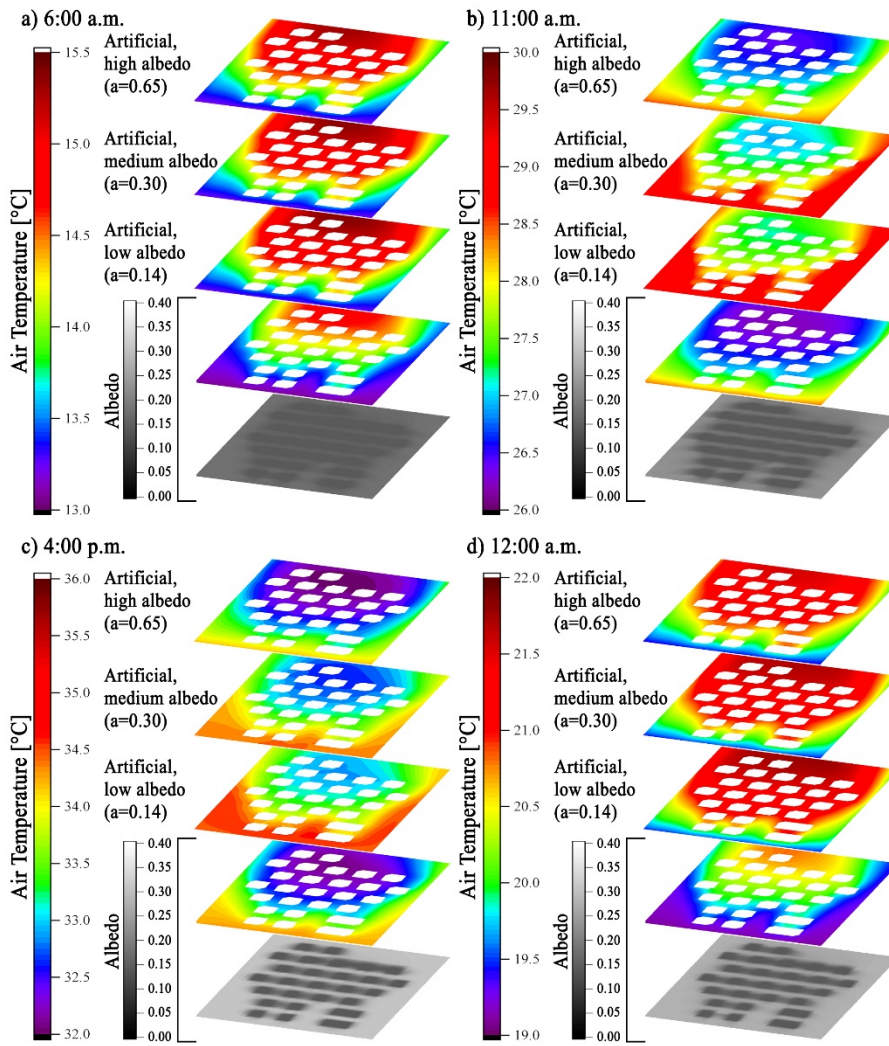 a) 6:00 a.m.
Air Temperature [°C]
15.5
15.0
14.5
14.0
13.5
13.0
Artificial,
high albedo
(a=0.65)
Artificial,
medium albedo
(a=0.30)
Artificial,
low albedo
(a=0.14)
Albedo
0.40
0.35
0.30
0.25
0.20
0.15
0.10
0.05
0.00
b) 11:00 a.m.
Air Temperature [°C]
30.0
29.5
29.0
28.5
28.0
27.5
27.0
26.5
26.0
Artificial,
high albedo
(a=0.65)
Artificial,
medium albedo
(a=0.30)
Artificial,
low albedo
(a=0.14)
Albedo
0.40
0.35
0.30
0.25
0.20
0.15
0.10
0.05
0.00
c) 4:00 p.m.
Air Temperature [°C]
36.0
35.5
35.0
34.5
34.0
33.5
33.0
32.5
32.0
Artificial,
high albedo
(a=0.65)
Artificial,
medium albedo
(a=0.30)
Artificial,
low albedo
(a=0.14)
Albedo
0.40
0.35
0.30
0.25
0.20
0.15
0.10
0.05
0.00
d) 12:00 a.m.
Air Temperature [°C]
22.0
21.5
21.0
20.5
20.0
19.5
19.0
Artificial,
high albedo
(a=0.65)
Artificial,
medium albedo
(a=0.30)
Artificial,
low albedo
(a=0.14)
Albedo
0.40
0.35
0.30
0.25
0.20
0.15
0.10
0.05
0.00